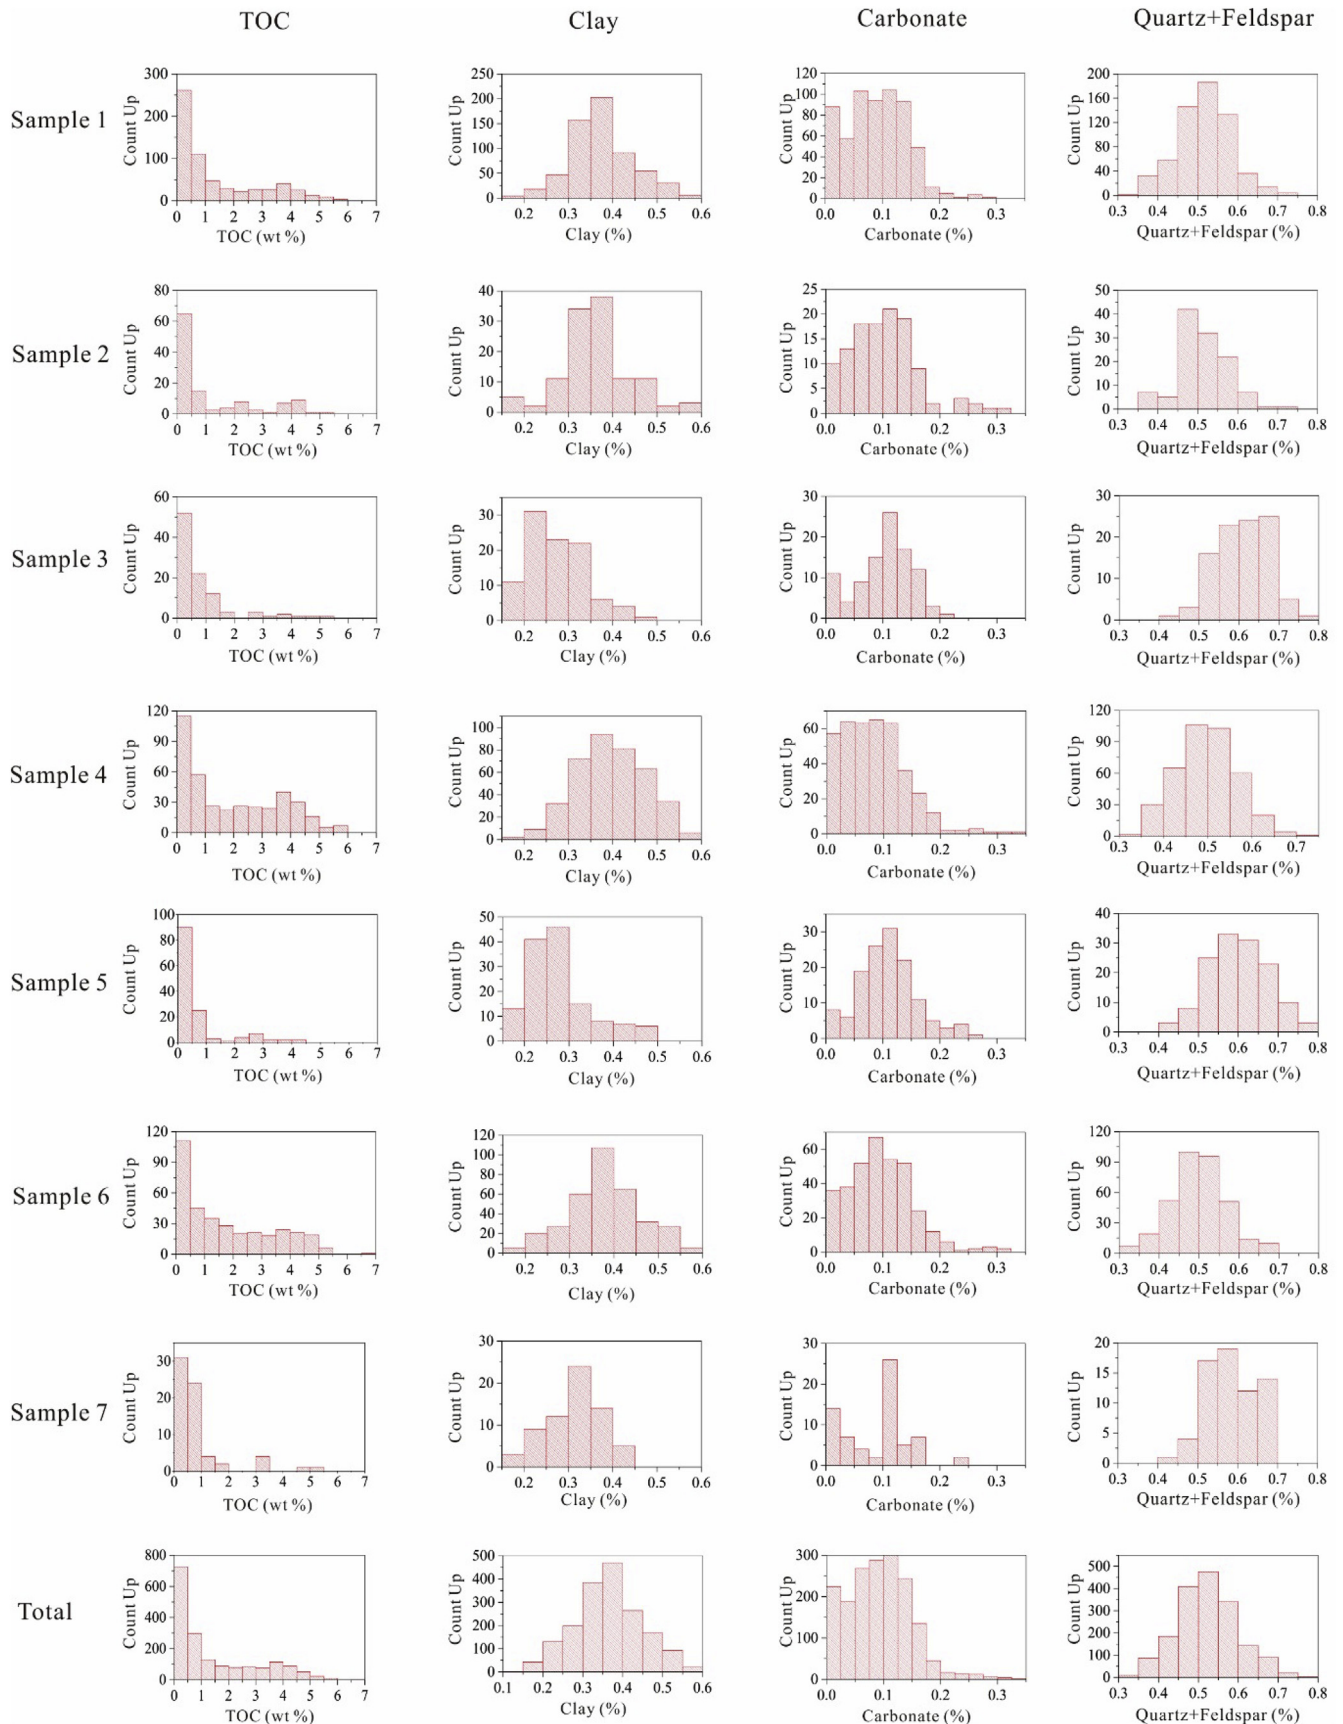 TOC Clay Carbonate Quartz+Feldspar
Sample 1
Count Up
300
200
100
0
0 1 2 3 4 5 6 7
TOC (wt %)
Count Up
250
200
150
100
50
0
0.2 0.3 0.4 0.5 0.6
Clay (%)
Count Up
120
100
80
60
40
20
0
0.0 0.1 0.2 0.3
Carbonate (%)
Count Up
200
160
120
80
40
0
0.3 0.4 0.5 0.6 0.7 0.8
Quartz+Feldspar (%)
Sample 2
Count Up
80
60
40
20
0
0 1 2 3 4 5 6 7
TOC (wt %)
Count Up
40
30
20
10
0
0.2 0.3 0.4 0.5 0.6
Clay (%)
Count Up
25
20
15
10
5
0
0.0 0.1 0.2 0.3
Carbonate (%)
Count Up
50
40
30
20
10
0
0.3 0.4 0.5 0.6 0.7 0.8
Quartz+Feldspar (%)
Sample 3
Count Up
60
40
20
0
0 1 2 3 4 5 6 7
TOC (wt %)
Count Up
30
20
10
0
0.2 0.3 0.4 0.5 0.6
Clay (%)
Count Up
30
20
10
0
0.0 0.1 0.2 0.3
Carbonate (%)
Count Up
30
20
10
0
0.3 0.4 0.5 0.6 0.7 0.8
Quartz+Feldspar (%)
Sample 4
Count Up
120
90
60
30
0
0 1 2 3 4 5 6 7
TOC (wt %)
Count Up
100
80
60
40
20
0
0.2 0.3 0.4 0.5 0.6
Clay (%)
Count Up
60
40
20
0
0.0 0.1 0.2 0.3
Carbonate (%)
Count Up
120
90
60
30
0
0.3 0.4 0.5 0.6 0.7
Quartz+Feldspar (%)
Sample 5
Count Up
100
80
60
40
20
0
0 1 2 3 4 5 6 7
TOC (wt %)
Count Up
50
40
30
20
10
0
0.2 0.3 0.4 0.5 0.6
Clay (%)
Count Up
30
20
10
0
0.0 0.1 0.2 0.3
Carbonate (%)
Count Up
40
30
20
10
0
0.3 0.4 0.5 0.6 0.7 0.8
Quartz+Feldspar (%)
Sample 6
Count Up
120
90
60
30
0
0 1 2 3 4 5 6 7
TOC (wt %)
Count Up
120
100
80
60
40
20
0
0.2 0.3 0.4 0.5 0.6
Clay (%)
Count Up
60
40
20
0
0.0 0.1 0.2 0.3
Carbonate (%)
Count Up
120
90
60
30
0
0.3 0.4 0.5 0.6 0.7 0.8
Quartz+Feldspar (%)
Sample 7
Count Up
30
20
10
0
0 1 2 3 4 5 6 7
TOC (wt %)
Count Up
30
20
10
0
0.2 0.3 0.4 0.5 0.6
Clay (%)
Count Up
30
20
10
0
0.0 0.1 0.2 0.3
Carbonate (%)
Count Up
20
15
10
5
0
0.3 0.4 0.5 0.6 0.7 0.8
Quartz+Feldspar (%)
Total
Count Up
800
600
400
200
0
0 1 2 3 4 5 6 7
TOC (wt %)
Count Up
500
400
300
200
100
0
0.1 0.2 0.3 0.4 0.5 0.6
Clay (%)
Count Up
300
200
100
0
0.0 0.1 0.2 0.3
Carbonate (%)
Count Up
500
400
300
200
100
0
0.3 0.4 0.5 0.6 0.7 0.8
Quartz+Feldspar (%)